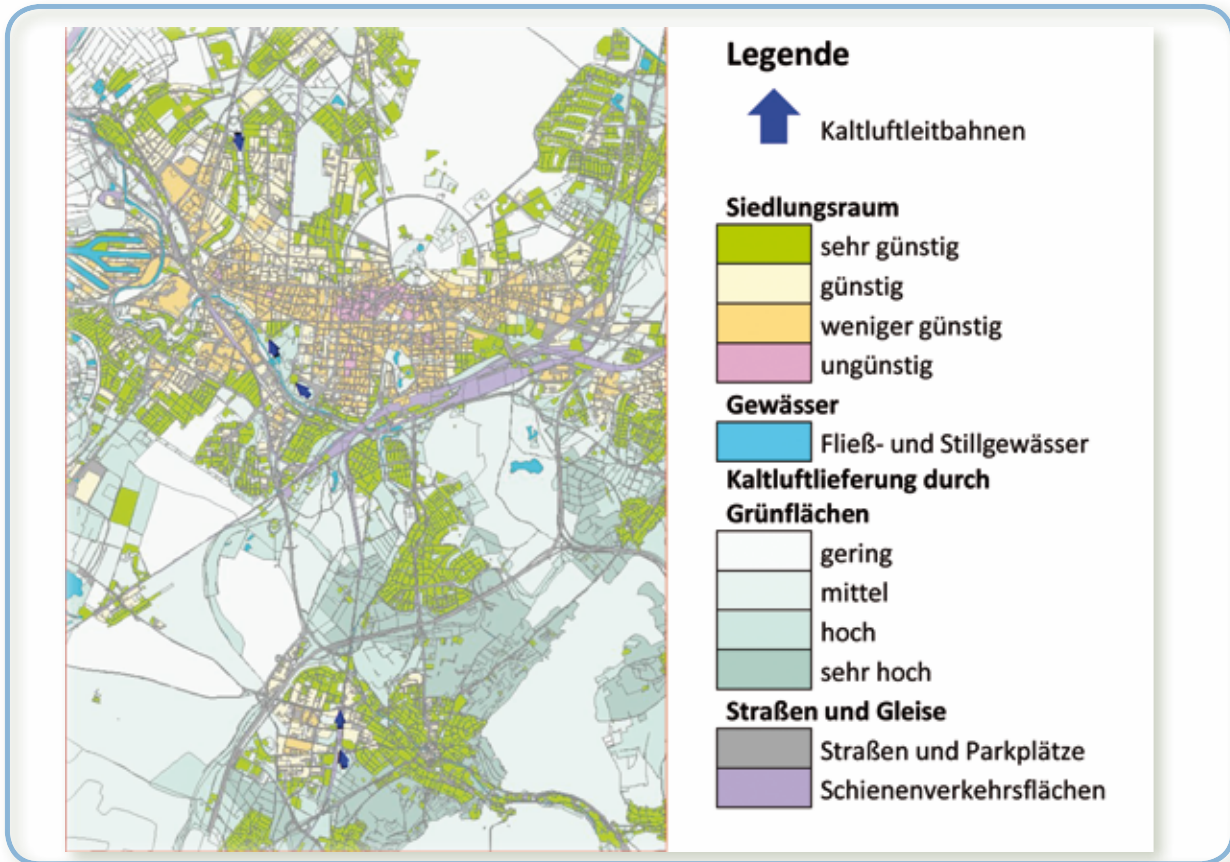 Legende
Kaltluftleitbahnen
Siedlungsraum
sehr günstig
günstig
weniger günstig
ungünstig
Gewässer
Fließ- und Stillgewässer
Kaltluftlieferung durch
Grünflächen
gering
mittel
hoch
sehr hoch
Straßen und Gleise
Straßen und Parkplätze
Schienenverkehrsflächen